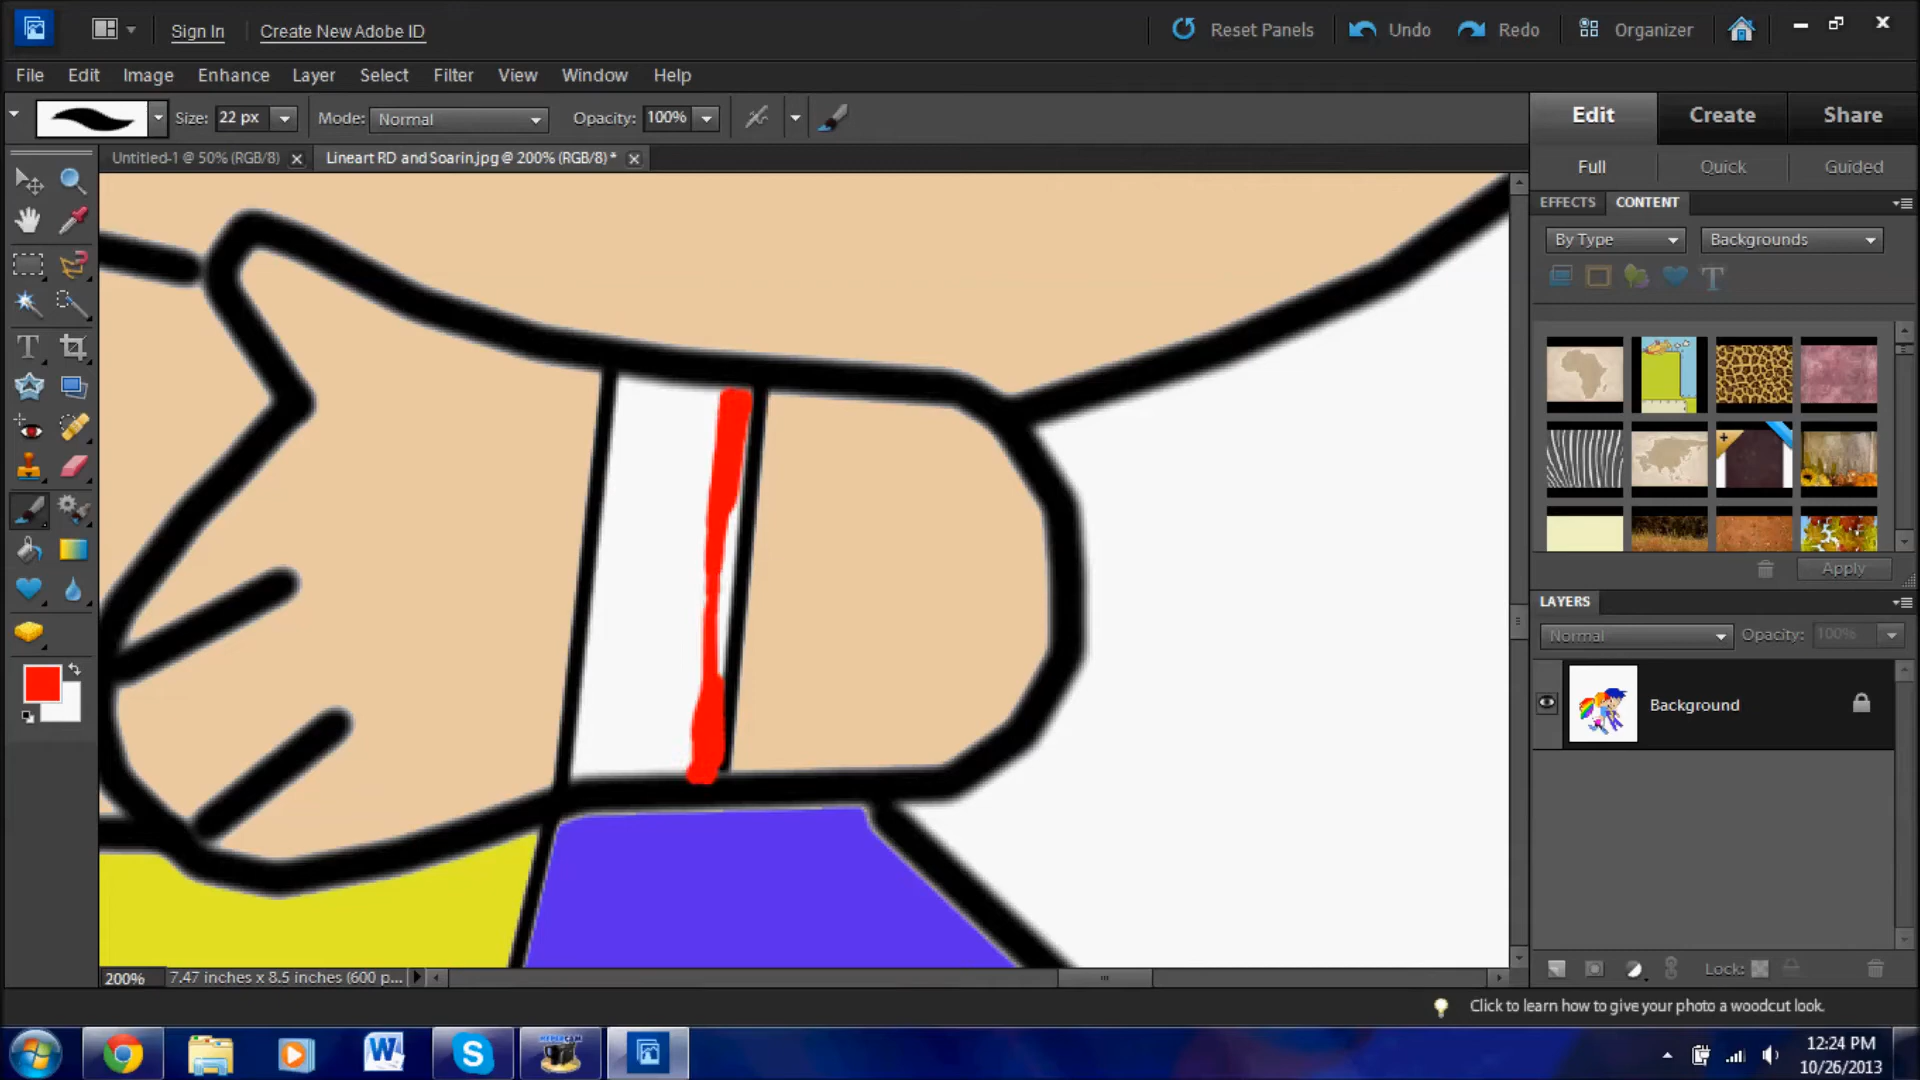 Sign In
Create New Adobe ID
Reset Panels
Undo
Redo
Organizer
File Edit Image Enhance Layer Select Filter View Window Help
Size: 22 px Mode: Normal Opacity: 100%
Edit Create Share
Untitled-1 @ 50% (RGB/8)
Lineart RD and Soarin.jpg @ 200% (RGB/8) *
Full Quick Guided
EFFECTS CONTENT
By Type Backgrounds
T
T
Apply
LAYERS
Normal Opacity: 100%
Background
200% 7.47 inches x 8.5 inches (600 p...
Lock:
Click to learn how to give your photo a woodcut look.
12:24 PM
10/26/2013